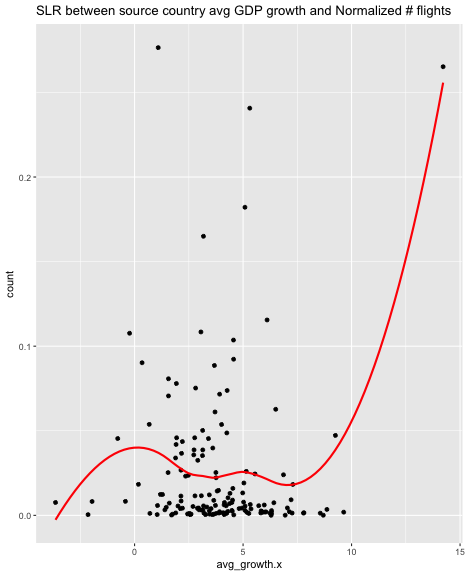 SLR between source country avg GDP growth and Normalized # flights
count
0.2
0.1
0.0
0
5
10
15
avg_growth.x